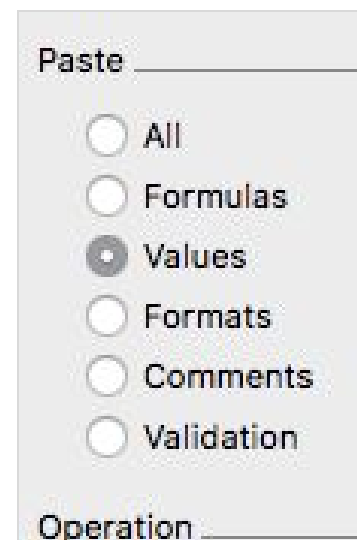 Paste
All
Formulas
Values
Formats
Comments
Validation
Operation